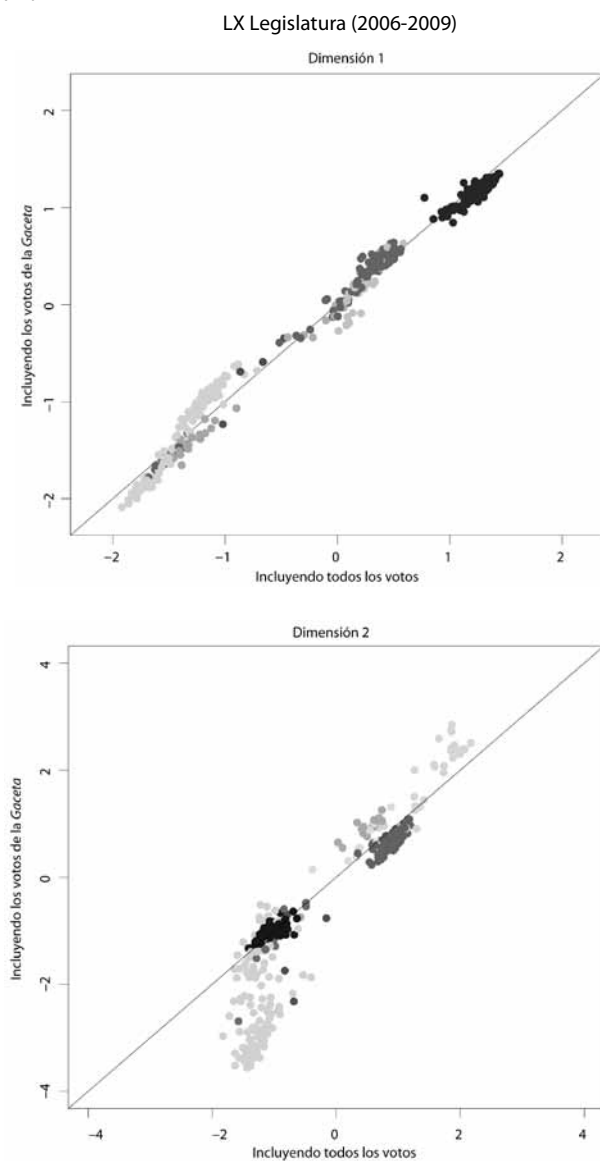 LX Legislatura (2006-2009)
Dimensión 1
Incluyendo los votos de la Gaceta
2
1
0
−1
−2
−2
−1
0
1
2
Incluyendo todos los votos
Dimensión 2
Incluyendo los votos de la Gaceta
4
2
0
−2
−4
−4
−2
0
2
4
Incluyendo todos los votos